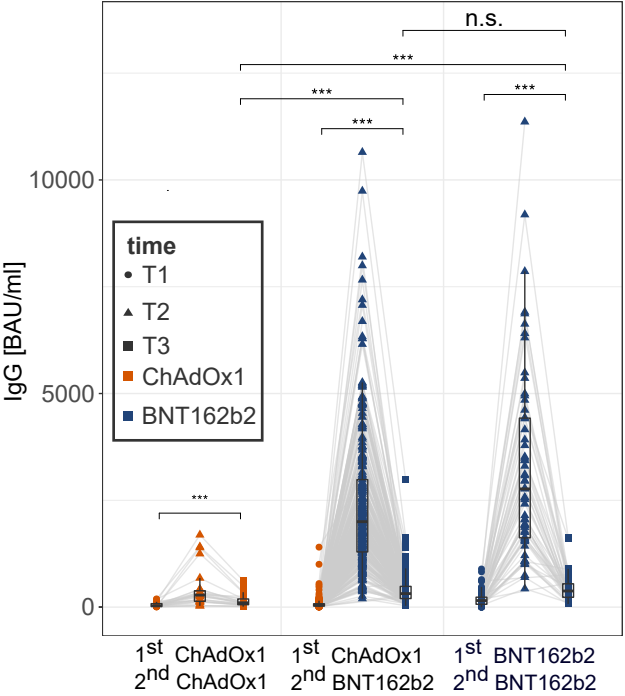 n.s.
***
***
***
***
10000
time
T1
T2
T3
ChAdOx1
BNT162b2
IgG [BAU/ml]
5000
***
0
1st ChAdOx1
2nd ChAdOx1
1st ChAdOx1
2nd BNT162b2
1st BNT162b2
2nd BNT162b2